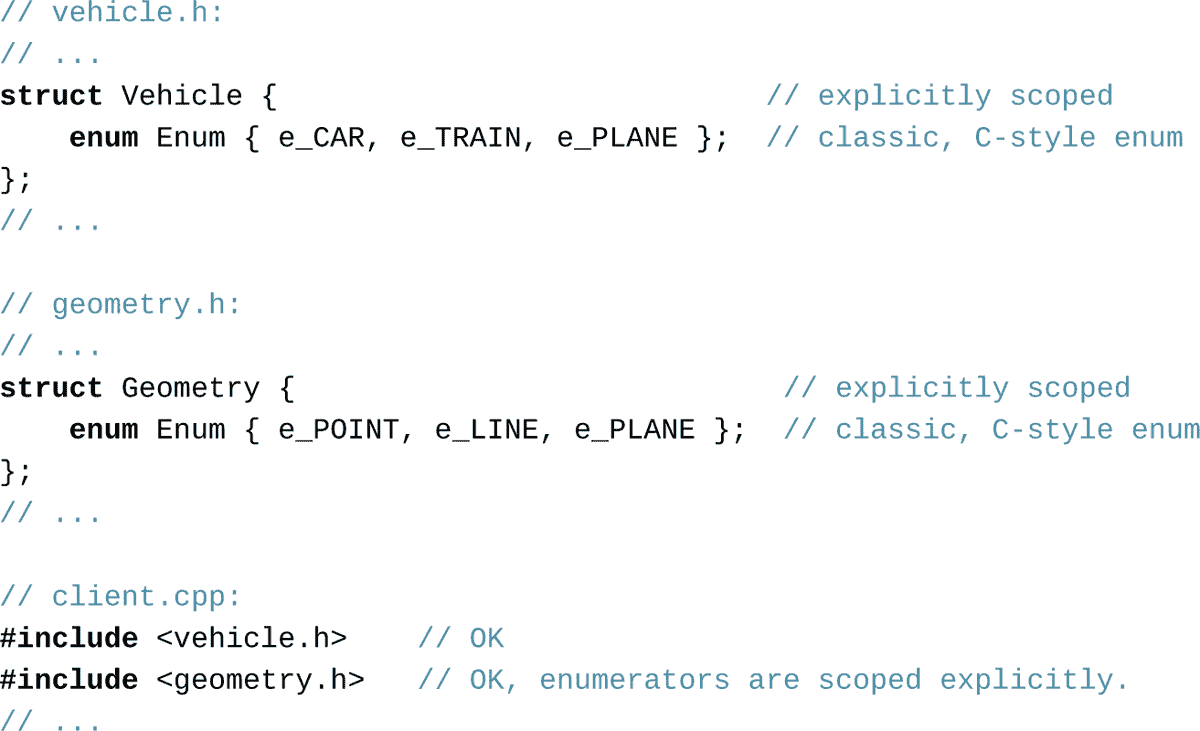 // vehicle.h:
// ...
struct Vehicle {                            // explicitly scoped
    enum Enum { e_CAR, e_TRAIN, e_PLANE };  // classic, C-style enum
};
// ...

// geometry.h:
// ...
struct Geometry {                            // explicitly scoped
    enum Enum { e_POINT, e_LINE, e_PLANE };  // classic, C-style enum
};
// ...

// client.cpp:
#include <vehicle.h>    // OK
#include <geometry.h>   // OK, enumerators are scoped explicitly.
// ...